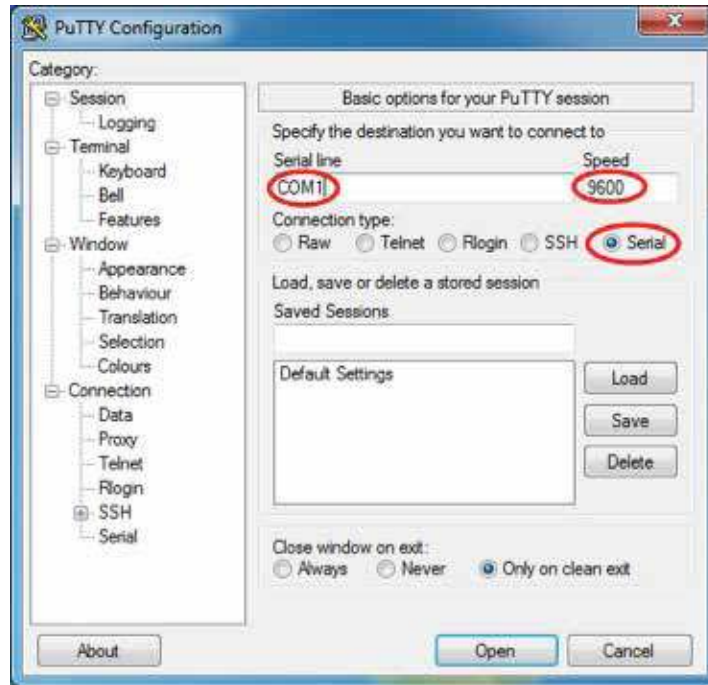 PuTTY Configuration
Category:
Session
Logging
Terminal
Keyboard
Bell
Features
Window
Appearance
Behaviour
Translation
Selection
Colours
Connection
Data
Proxy
Telnet
Rlogin
SSH
Serial
Basic options for your PuTTY session
Specify the destination you want to connect to
Serial line Speed
COM1 9600
Connection type:
Raw Telnet Rlogin SSH Serial
Load, save or delete a stored session
Saved Sessions
Default Settings
Load
Save
Delete
Close window on exit:
Always Never Only on clean exit
About Open Cancel